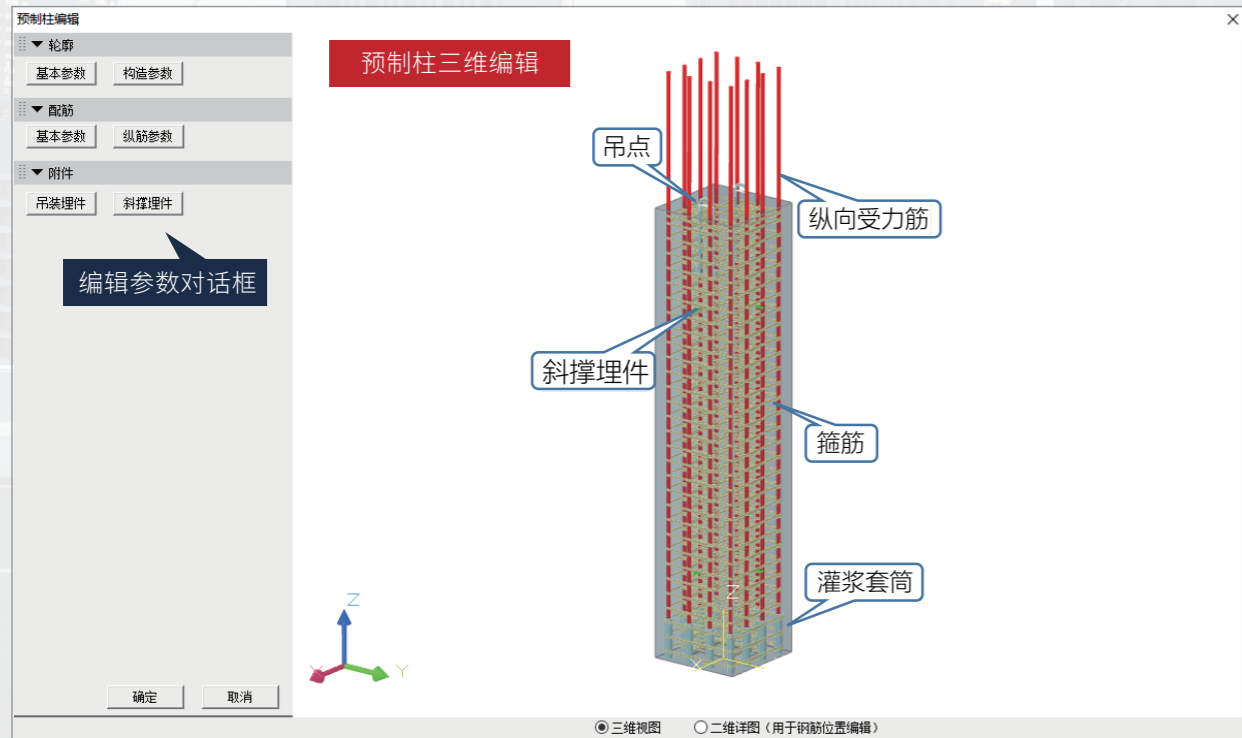 预制柱编辑
轮廓
基本参数 构造参数
配筋
基本参数 纵筋参数
附件
吊装埋件 斜撑埋件
编辑参数对话框
预制柱三维编辑
吊点
纵向受力筋
斜撑埋件
箍筋
灌浆套筒
Z
X
Y
Z
X
确定 取消
三维视图 二维详图（用于钢筋位置编辑）